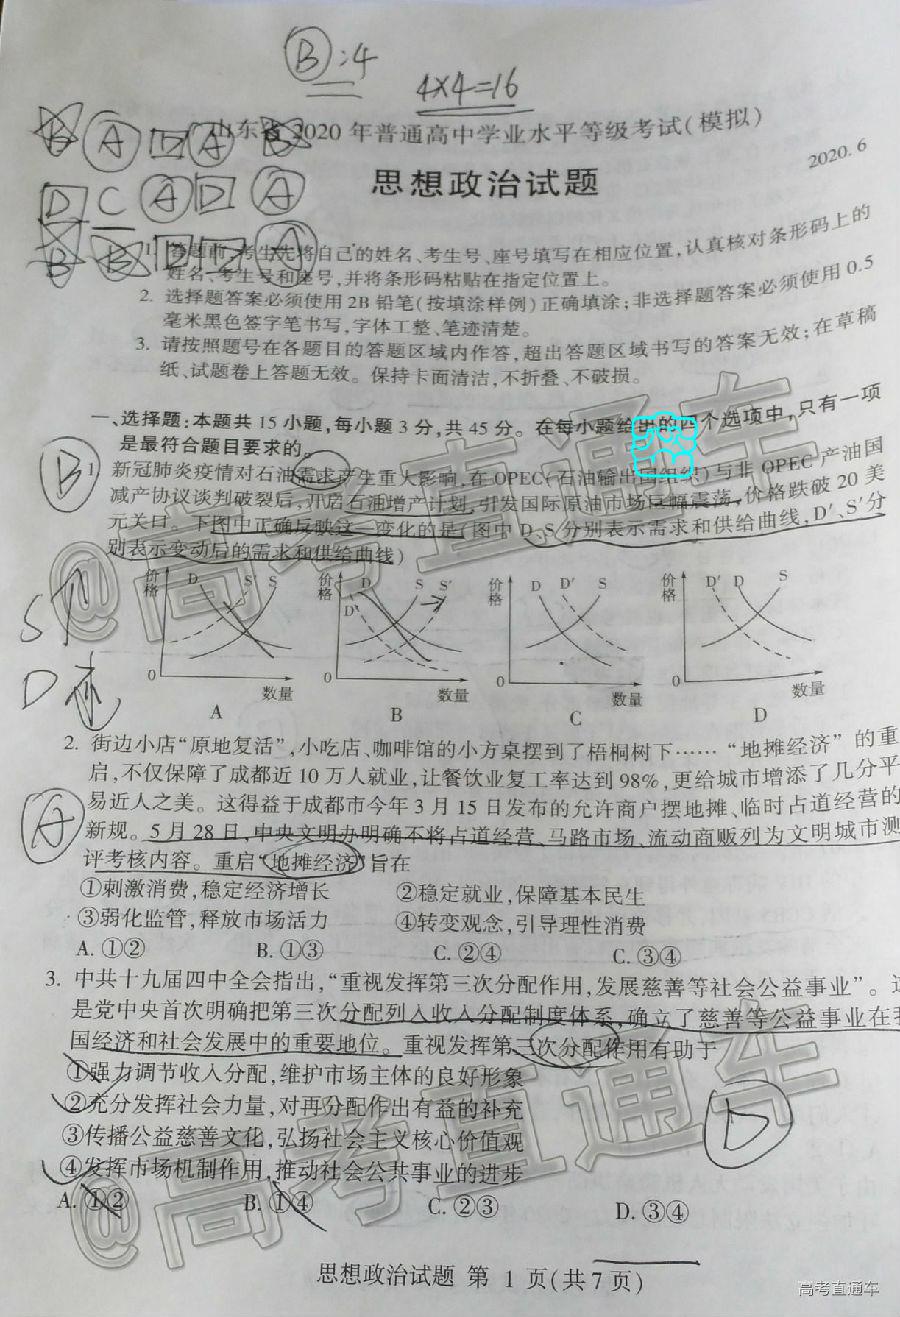 B :4
4×4=16
B A D A B
山东省 2020 年普通高中学业水平等级考试(模拟)
2020.6
思想政治试题
D C A D A
B B D D A
1. 答题前,考生先将自己的姓名、考生号、座号填写在相应位置,认真核对条形码上的
姓名、考生号和座号,并将条形码粘贴在指定位置上。
2. 选择题答案必须使用 2B 铅笔(按填涂样例)正确填涂;非选择题答案必须使用 0.5
毫米黑色签字笔书写,字体工整、笔迹清楚。
3. 请按照题号在各题目的答题区域内作答,超出答题区域书写的答案无效;在草稿
纸、试题卷上答题无效。保持卡面清洁,不折叠、不破损。
一、选择题:本题共 15 小题,每小题 3 分,共 45 分。在每小题给出的四个选项中,只有一项
是最符合题目要求的。
B
1. 新冠肺炎疫情对石油需求产生重大影响,在 OPEC(石油输出国组织)与非 OPEC 产油国
减产协议谈判破裂后,开启石油增产计划,引发国际原油市场巨幅震荡,价格跌破 20 美
元关口。下图中正确反映这一变化的是(图中 D、S 分别表示需求和供给曲线,D′、S′分
别表示变动后的需求和供给曲线)
价格 D S′ S 0 数量 A
价格 D D′ S S′ 0 数量 B
价格 D D′ S 0 数量 C
价格 D′ D S 0 数量 D
S↑
D
2. 街边小店“原地复活”,小吃店、咖啡馆的小方桌摆到了梧桐树下……“地摊经济”的重
启,不仅保障了成都近 10 万人就业,让餐饮业复工率达到 98%,更给城市增添了几分平
易近人之美。这得益于成都市今年 3 月 15 日发布的允许商户摆地摊、临时占道经营的
A
新规。5 月 28 日,中央文明办明确不将占道经营、马路市场、流动商贩列为文明城市测
评考核内容。重启“地摊经济”旨在
①刺激消费,稳定经济增长 ②稳定就业,保障基本民生
③弱化监管,释放市场活力 ④转变观念,引导理性消费
A. ①② B. ①③ C. ②④ C. ③④
3. 中共十九届四中全会指出,“重视发挥第三次分配作用,发展慈善等社会公益事业”。这
是党中央首次明确把第三次分配列入收入分配制度体系,确立了慈善等公益事业在我
国经济和社会发展中的重要地位。重视发挥第三次分配作用有助于
①强力调节收入分配,维护市场主体的良好形象
②充分发挥社会力量,对再分配作出有益的补充
D
③传播公益慈善文化,弘扬社会主义核心价值观
④发挥市场机制作用,推动社会公共事业的进步
A. ①② B. ①④ C. ②③ D. ③④
思想政治试题 第 1 页(共 7 页)
@高考直通车
@高考直通车
高考直通车